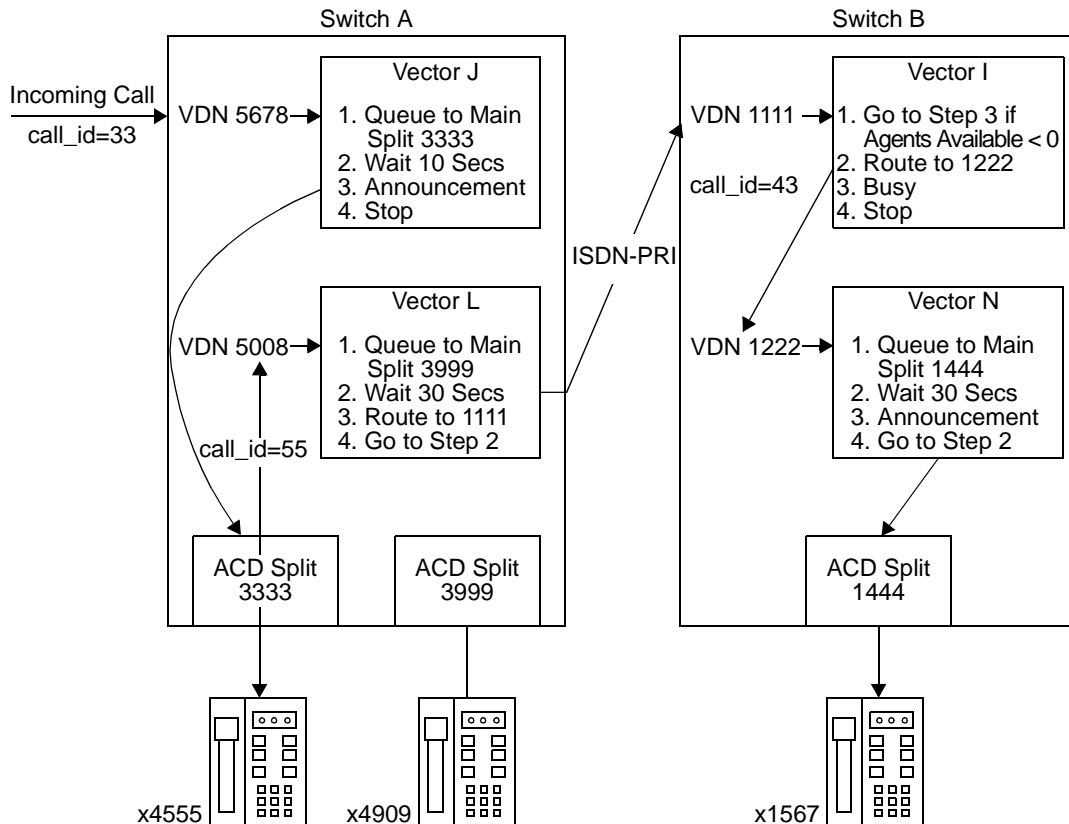 Switch A
Switch B
Incoming Call
call_id=33
VDN 5678
Vector J
1. Queue to Main
Split 3333
2. Wait 10 Secs
3. Announcement
4. Stop
VDN 5008
Vector L
1. Queue to Main
Split 3999
2. Wait 30 Secs
3. Route to 1111
4. Go to Step 2
call_id=55
ACD Split
3333
ACD Split
3999
x4555
x4909
ISDN-PRI
VDN 1111
call_id=43
Vector I
1. Go to Step 3 if
Agents Available < 0
2. Route to 1222
3. Busy
4. Stop
VDN 1222
Vector N
1. Queue to Main
Split 1444
2. Wait 30 Secs
3. Announcement
4. Go to Step 2
ACD Split
1444
x1567